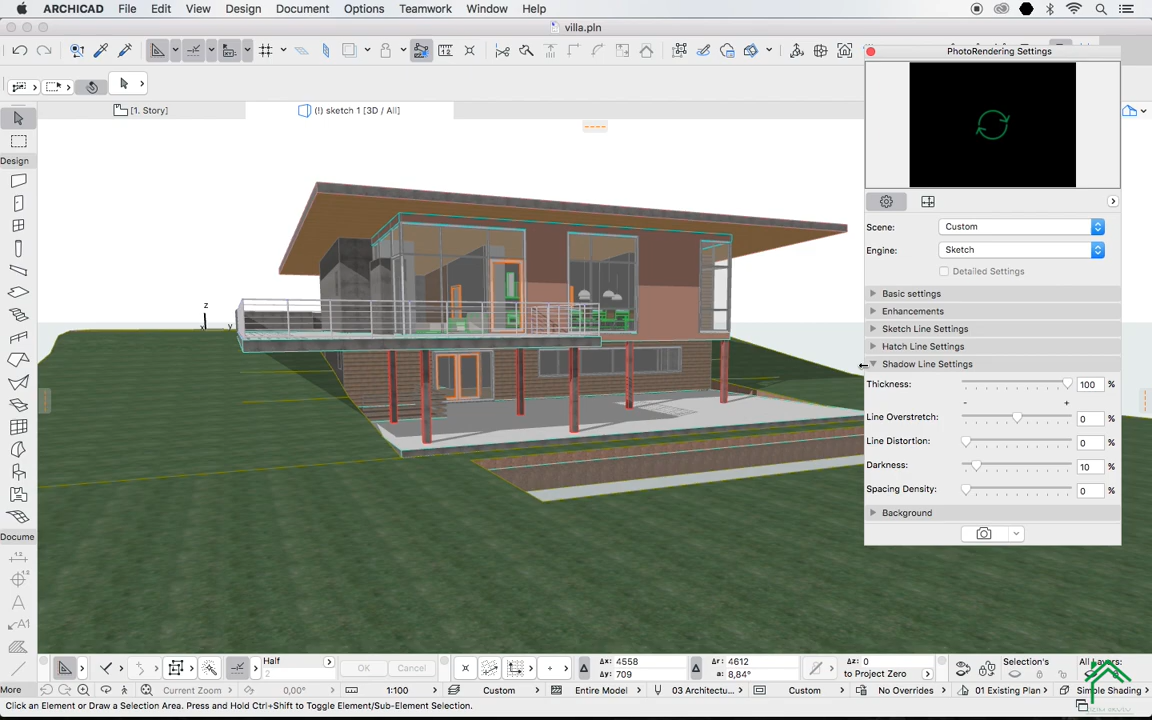 ARCHICAD File Edit View Design Document Options Teamwork Window Help
villa.pln
PhotoRendering Settings
[1. Story]
(!) sketch 1 [3D / All]
Design
Scene: Custom
Engine: Sketch
Detailed Settings
Basic settings
Enhancements
Sketch Line Settings
Hatch Line Settings
Shadow Line Settings
Thickness: 100 %
- +
Line Overstretch: 0 %
Line Distortion: 0 %
Darkness: 10 %
Spacing Density: 0 %
Background
z
y
x
Docume
1.2
A
A1
More
Half
2
OK Cancel
Δx: 4558
Δy: 709
Δr: 4612
a: 8,84°
Δz: 0
to Project Zero
Selection's
All Layers:
Current Zoom
0,00°
1:100
Custom
Entire Model
03 Architectu...
Custom
No Overrides
01 Existing Plan
Simple Shading
Click an Element or Draw a Selection Area. Press and Hold Ctrl+Shift to Toggle Element/Sub-Element Selection.